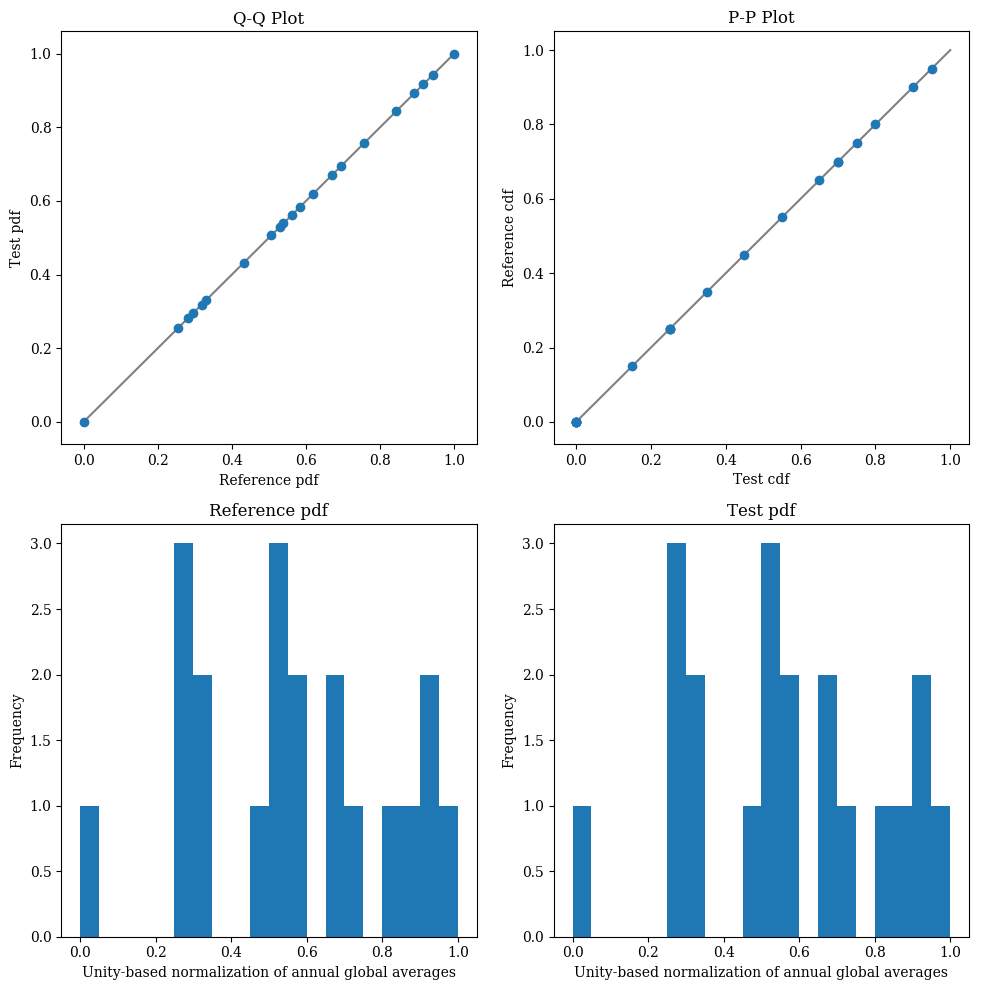 Q-Q Plot
1.0
0.8
0.6
0.4
0.2
0.0
Test pdf
0.0 0.2 0.4 0.6 0.8 1.0
Reference pdf
P-P Plot
1.0
0.8
0.6
0.4
0.2
0.0
Reference cdf
0.0 0.2 0.4 0.6 0.8 1.0
Test cdf
Reference pdf
3.0
2.5
2.0
1.5
1.0
0.5
0.0
Frequency
0.0 0.2 0.4 0.6 0.8 1.0
Unity-based normalization of annual global averages
Test pdf
3.0
2.5
2.0
1.5
1.0
0.5
0.0
Frequency
0.0 0.2 0.4 0.6 0.8 1.0
Unity-based normalization of annual global averages